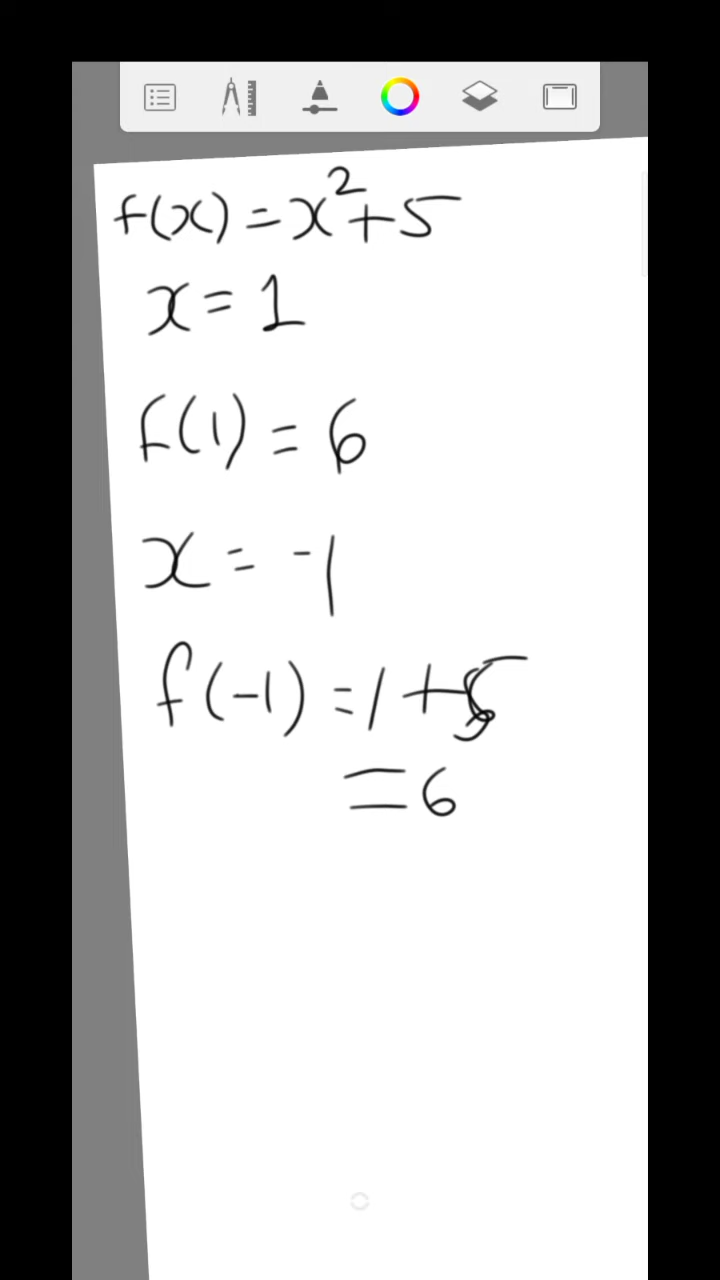 f(x) = x²+5
x = 1
f(1) = 6
x = -1
f(-1) = 1 + 5
= 6